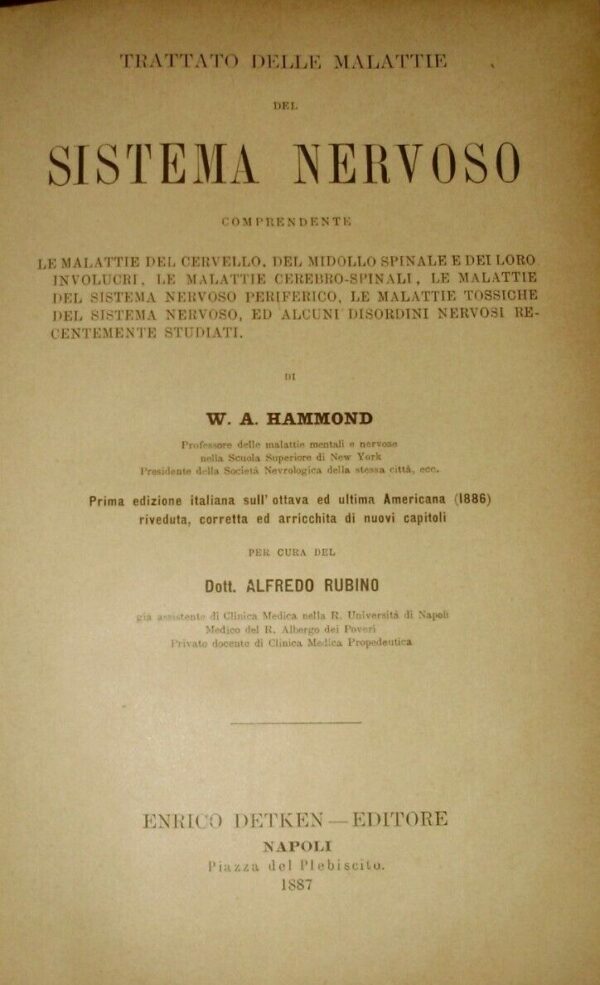 TRATTATO DELLE MALATTIE
DEL
SISTEMA NERVOSO
COMPRENDENTE
LE MALATTIE DEL CERVELLO, DEL MIDOLLO SPINALE E DEI LORO
INVOLUCRI, LE MALATTIE CEREBRO-SPINALI, LE MALATTIE
DEL SISTEMA NERVOSO PERIFERICO, LE MALATTIE TOSSICHE
DEL SISTEMA NERVOSO, ED ALCUNI DISORDINI NERVOSI RE-
CENTEMENTE STUDIATI.
DI
W. A. HAMMOND
Professore delle malattie mentali e nervose
nella Scuola Superiore di New York
Presidente della Società Nevrologica della stessa città, ecc.
Prima edizione italiana sull'ottava ed ultima Americana (1886)
riveduta, corretta ed arricchita di nuovi capitoli
PER CURA DEL
Dott. ALFREDO RUBINO
già assistente di Clinica Medica nella R. Università di Napoli
Medico del R. Albergo dei Poveri
Privato docente di Clinica Medica Propedeutica
ENRICO DETKEN — EDITORE
NAPOLI
Piazza del Plebiscito.
1887